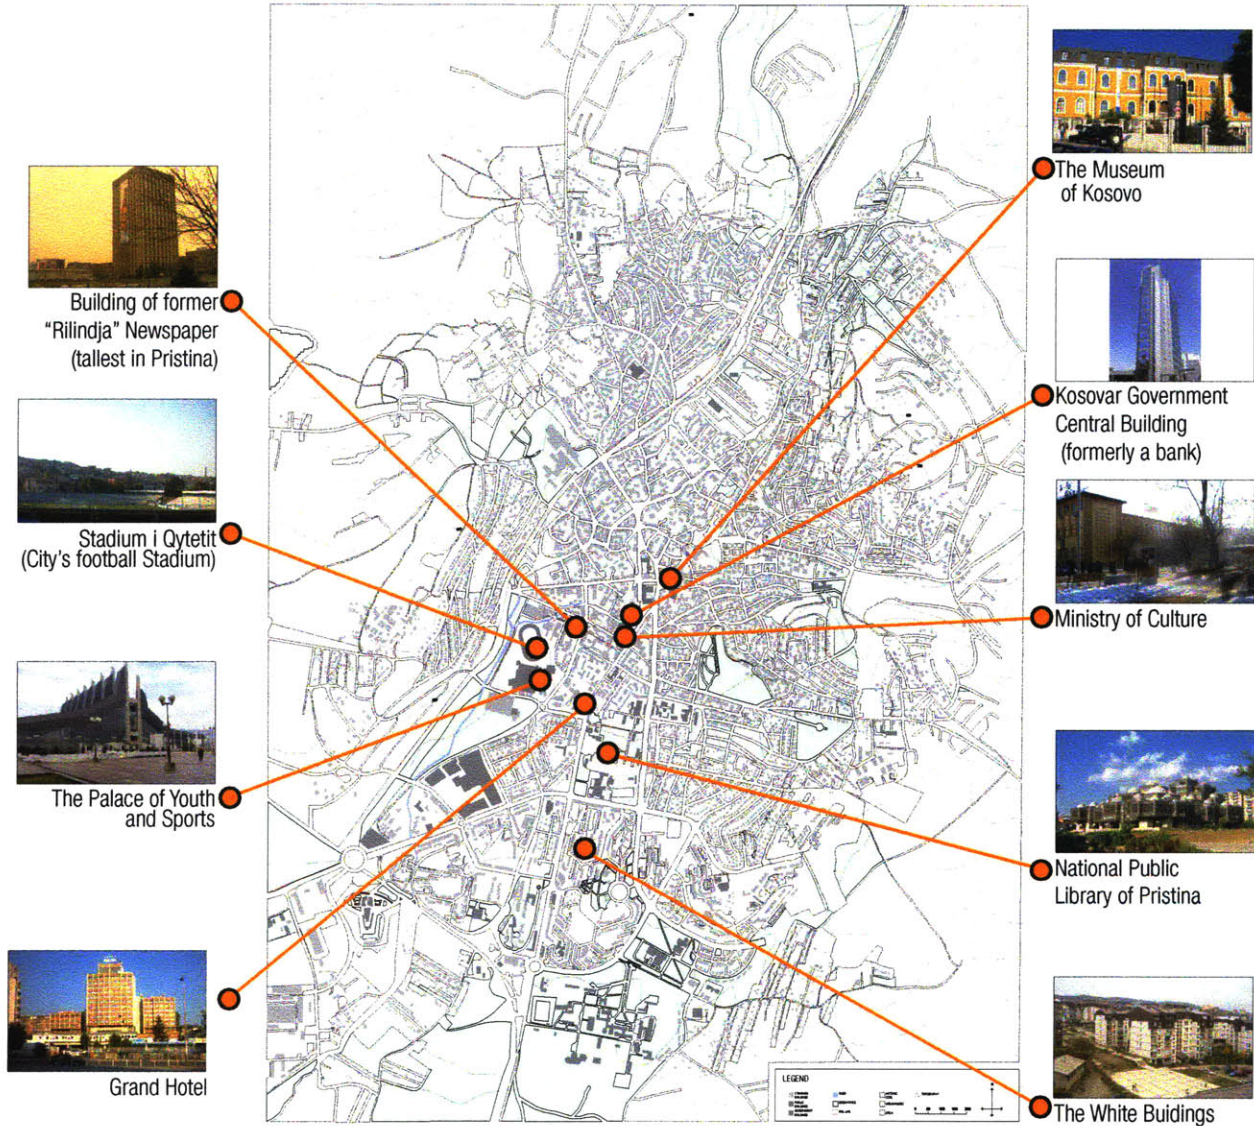 The Museum
of Kosovo
Building of former
“Rilindja” Newspaper
(tallest in Pristina)
Kosovar Government
Central Building
(formerly a bank)
Stadium i Qytetit
(City's football Stadium)
Ministry of Culture
The Palace of Youth
and Sports
National Public
Library of Pristina
Grand Hotel
The White Buidings
LEGEND